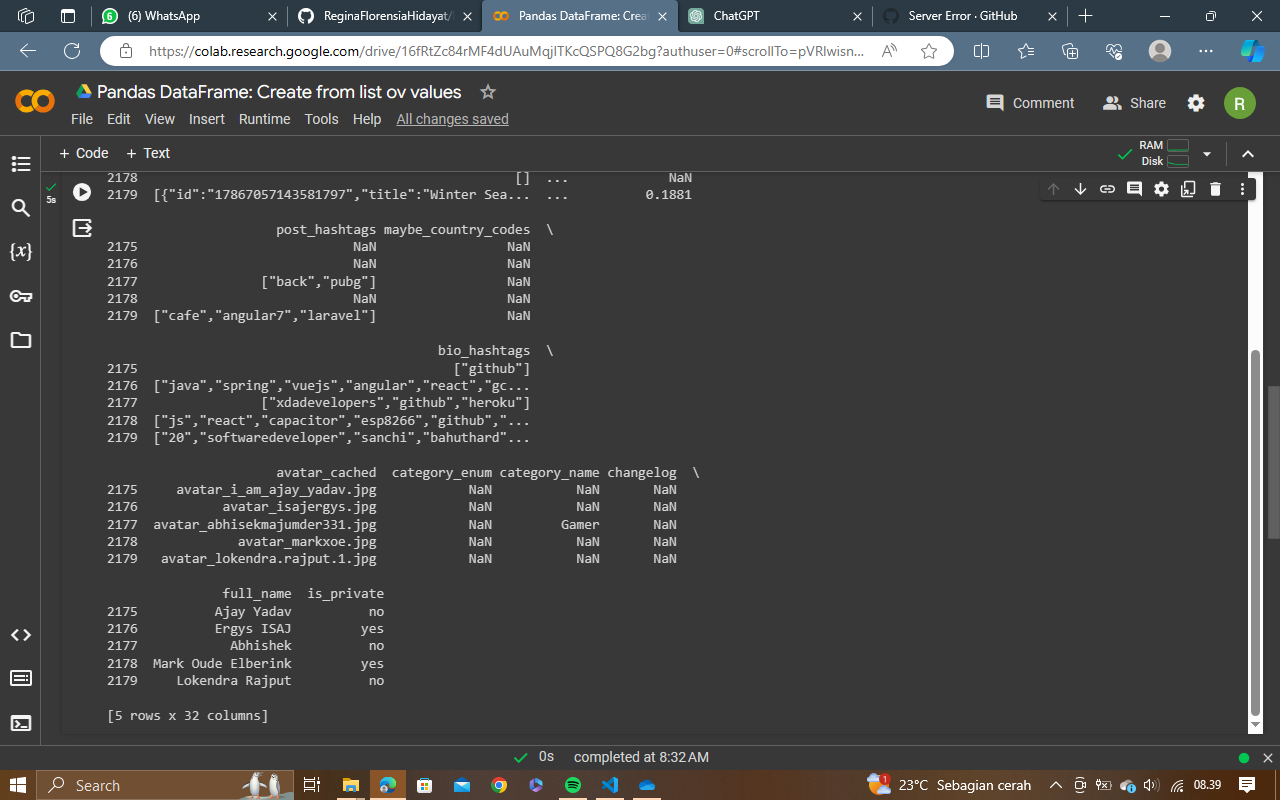 (6) WhatsApp
ReginaFlorensiaHidayat/
Pandas DataFrame: Crea
ChatGPT
Server Error · GitHub
https://colab.research.google.com/drive/16fRtZc84rMF4dUAuMqjITKcQSPQ8G2bg?authuser=0#scrollTo=pVRlwisn...
Pandas DataFrame: Create from list ov values
Comment
Share
R
File Edit View Insert Runtime Tools Help All changes saved
+ Code + Text
RAM
Disk
5s
2178 [] ... NaN
2179 [{"id":"17867057143581797","title":"Winter Sea... ... 0.1881
post_hashtags maybe_country_codes \
2175 NaN NaN
2176 NaN NaN
2177 ["back","pubg"] NaN
2178 NaN NaN
2179 ["cafe","angular7","laravel"] NaN
bio_hashtags \
2175 ["github"]
2176 ["java","spring","vuejs","angular","react","gc...
2177 ["xdadevelopers","github","heroku"]
2178 ["js","react","capacitor","esp8266","github","...
2179 ["20","softwaredeveloper","sanchi","bahuthard"...
avatar_cached category_enum category_name changelog \
2175 avatar_i_am_ajay_yadav.jpg NaN NaN NaN
2176 avatar_isajergys.jpg NaN NaN NaN
2177 avatar_abhisekmajumder331.jpg NaN Gamer NaN
2178 avatar_markxoe.jpg NaN NaN NaN
2179 avatar_lokendra.rajput.1.jpg NaN NaN NaN
full_name is_private
2175 Ajay Yadav no
2176 Ergys ISAJ yes
2177 Abhishek no
2178 Mark Oude Elberink yes
2179 Lokendra Rajput no
[5 rows x 32 columns]
0s completed at 8:32 AM
Search
1
23°C Sebagian cerah
08.39